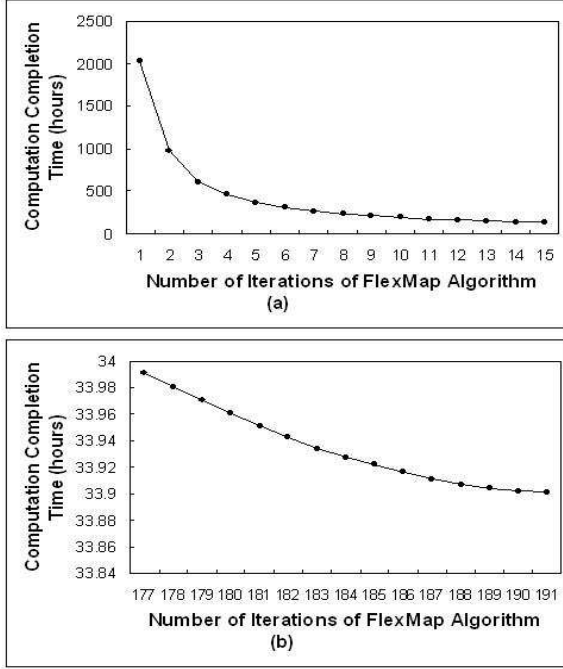 Computation Completion
Time (hours)
2500
2000
1500
1000
500
0
1 2 3 4 5 6 7 8 9 10 11 12 13 14 15
Number of Iterations of FlexMap Algorithm
(a)
Computation Completion
Time (hours)
34
33.98
33.96
33.94
33.92
33.9
33.88
33.86
33.84
177 178 179 180 181 182 183 184 185 186 187 188 189 190 191
Number of Iterations of FlexMap Algorithm
(b)